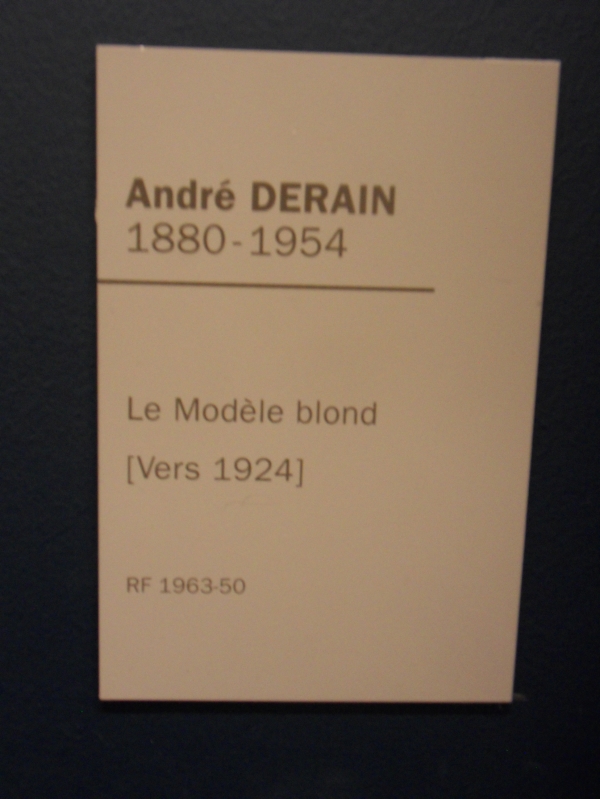 André DERAIN
1880-1954
Le Modèle blond
[Vers 1924]
RF 1963-50